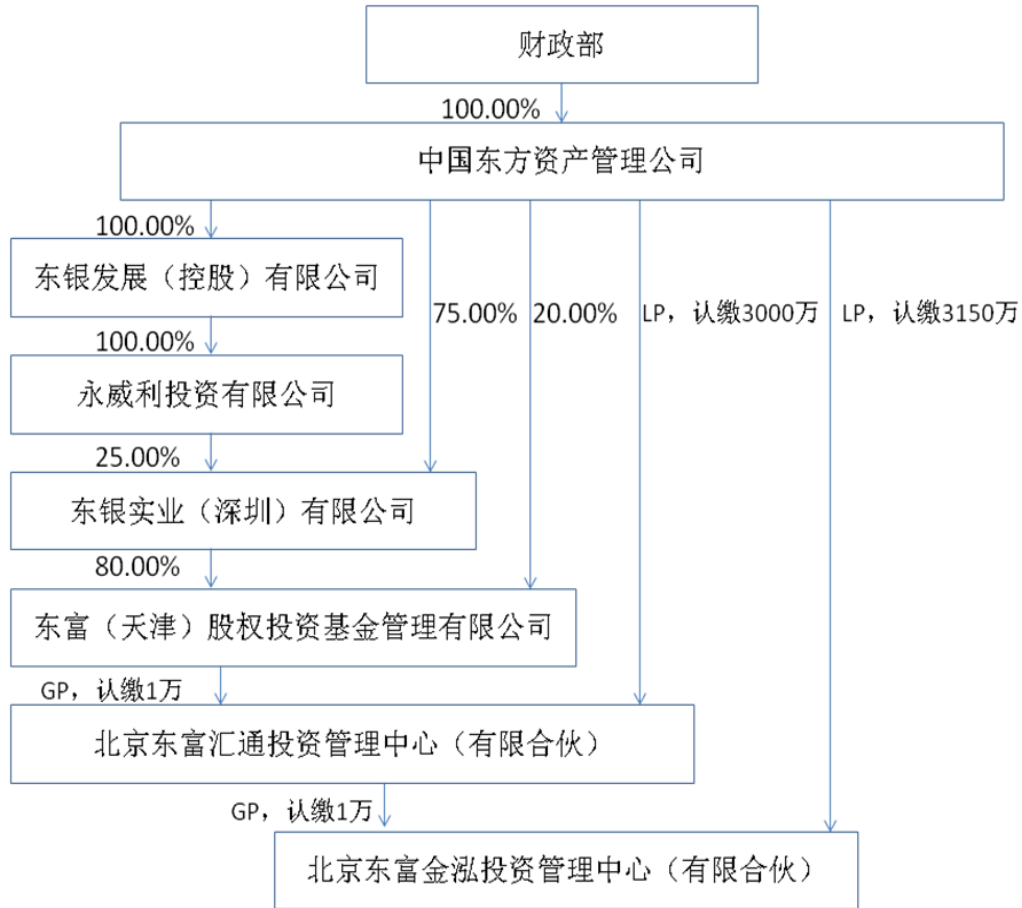 财政部
100.00%
中国东方资产管理公司
100.00%
东银发展（控股）有限公司
75.00%
20.00%
LP，认缴3000万
LP，认缴3150万
100.00%
永威利投资有限公司
25.00%
东银实业（深圳）有限公司
80.00%
东富（天津）股权投资基金管理有限公司
GP，认缴1万
北京东富汇通投资管理中心（有限合伙）
GP，认缴1万
北京东富金泓投资管理中心（有限合伙）